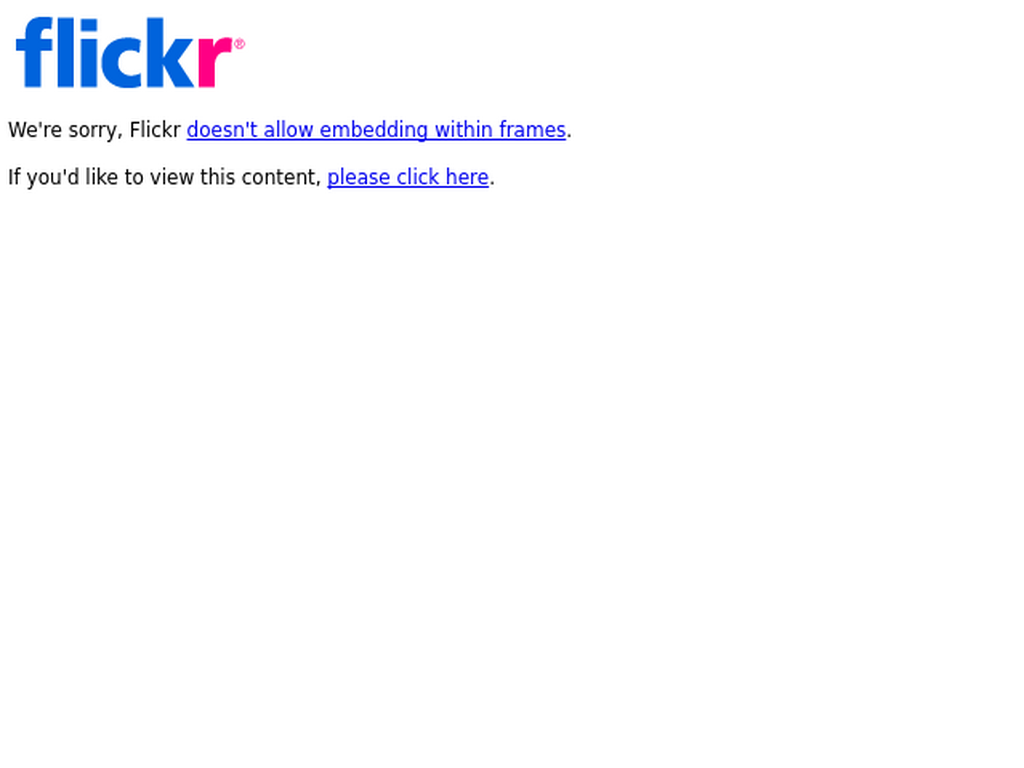 flickr®
We're sorry, Flickr doesn't allow embedding within frames.
If you'd like to view this content, please click here.